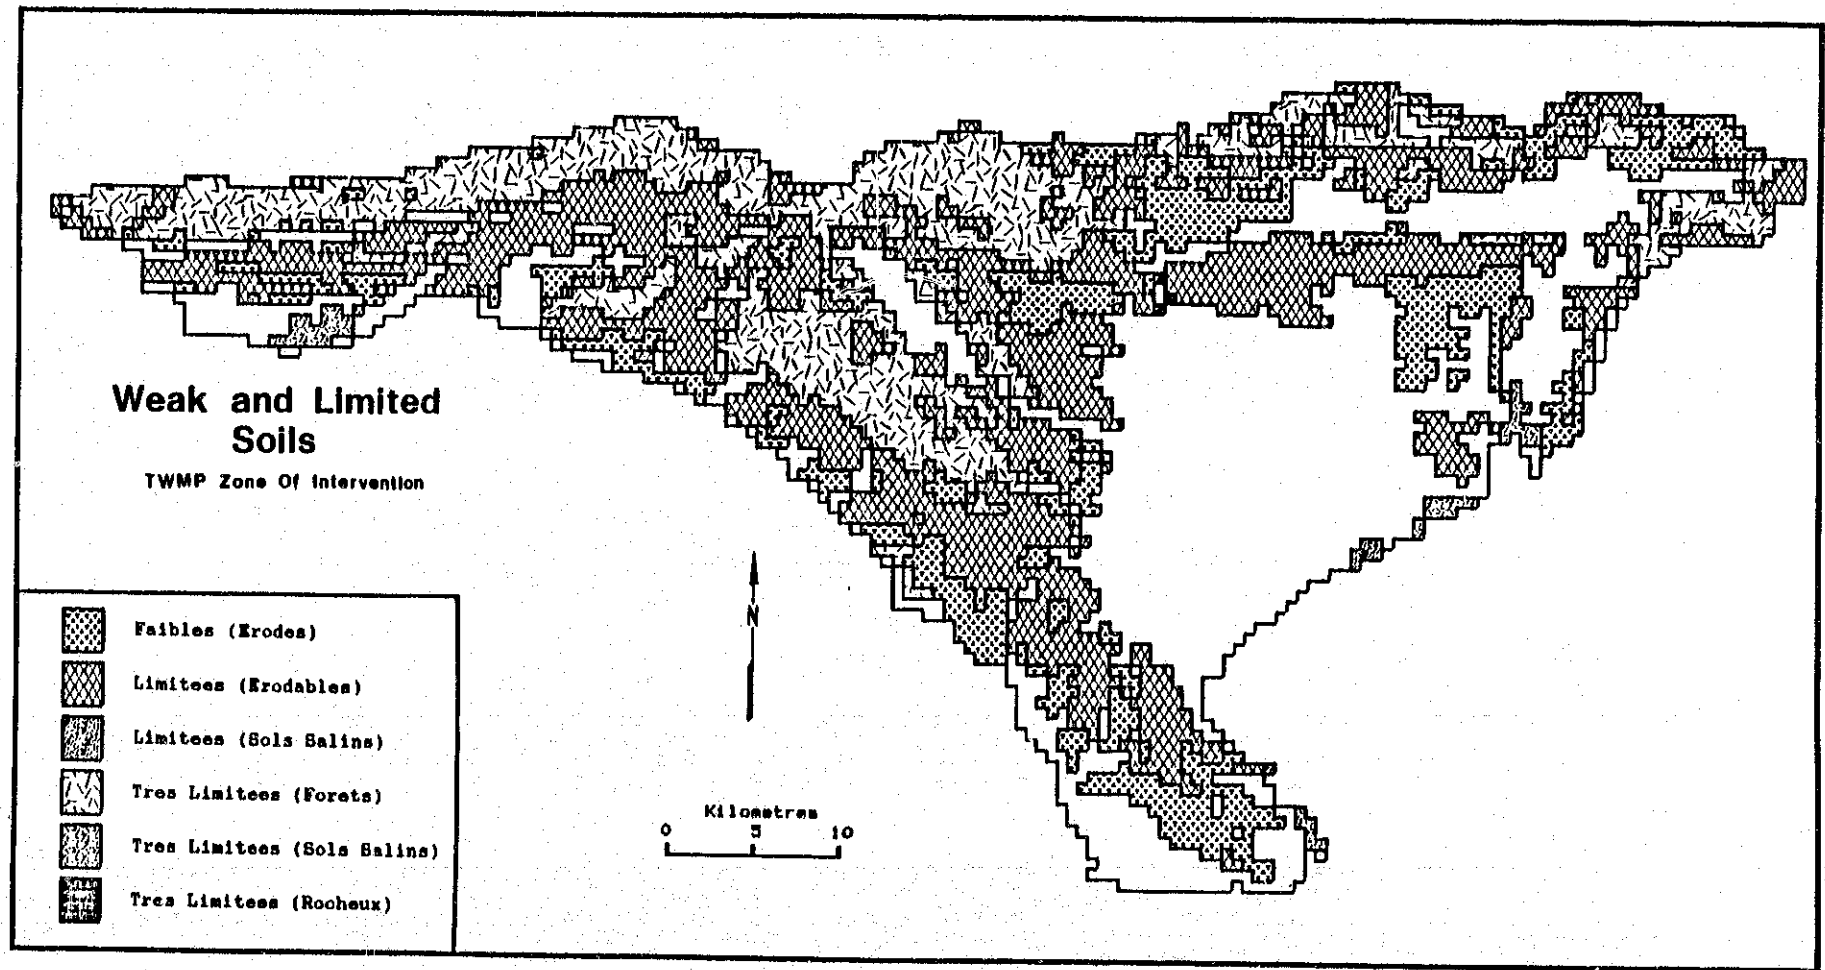 Weak and Limited
Soils
TWMP Zone Of Intervention
N
Kilometres
0 5 10
Faibles (Erodes)
Limitees (Erodables)
Limitees (Sols Salins)
Tres Limitees (Forets)
Tres Limitees (Sols Salins)
Tres Limitees (Rocheux)